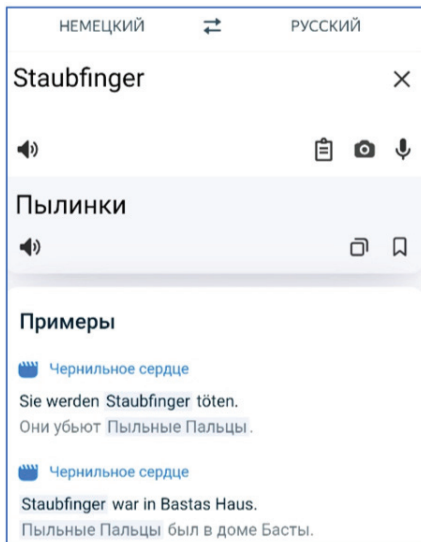 НЕМЕЦКИЙ РУССКИЙ
Staubfinger
Пылинки
Примеры
Чернильное сердце
Sie werden Staubfinger töten.
Они убьют Пыльные Пальцы.
Чернильное сердце
Staubfinger war in Bastas Haus.
Пыльные Пальцы был в доме Басты.